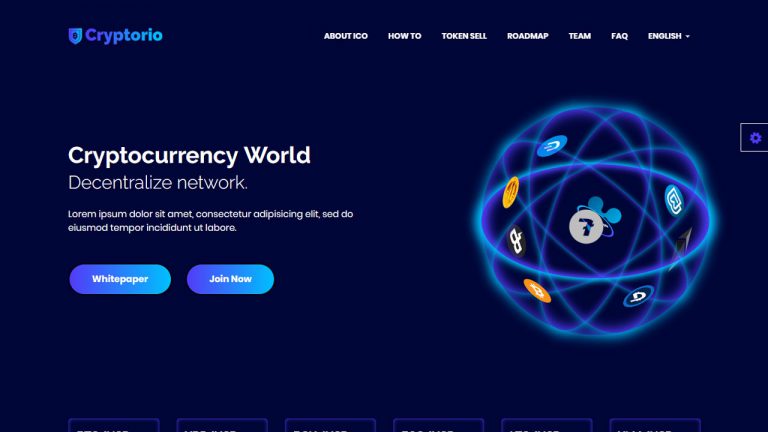 Cryptorio
ABOUT ICO HOW TO TOKEN SELL ROADMAP TEAM FAQ ENGLISH
Cryptocurrency World
Decentralize network.
Lorem ipsum dolor sit amet, consectetur adipisicing elit, sed do
eiusmod tempor incididunt ut labore.
Whitepaper Join Now